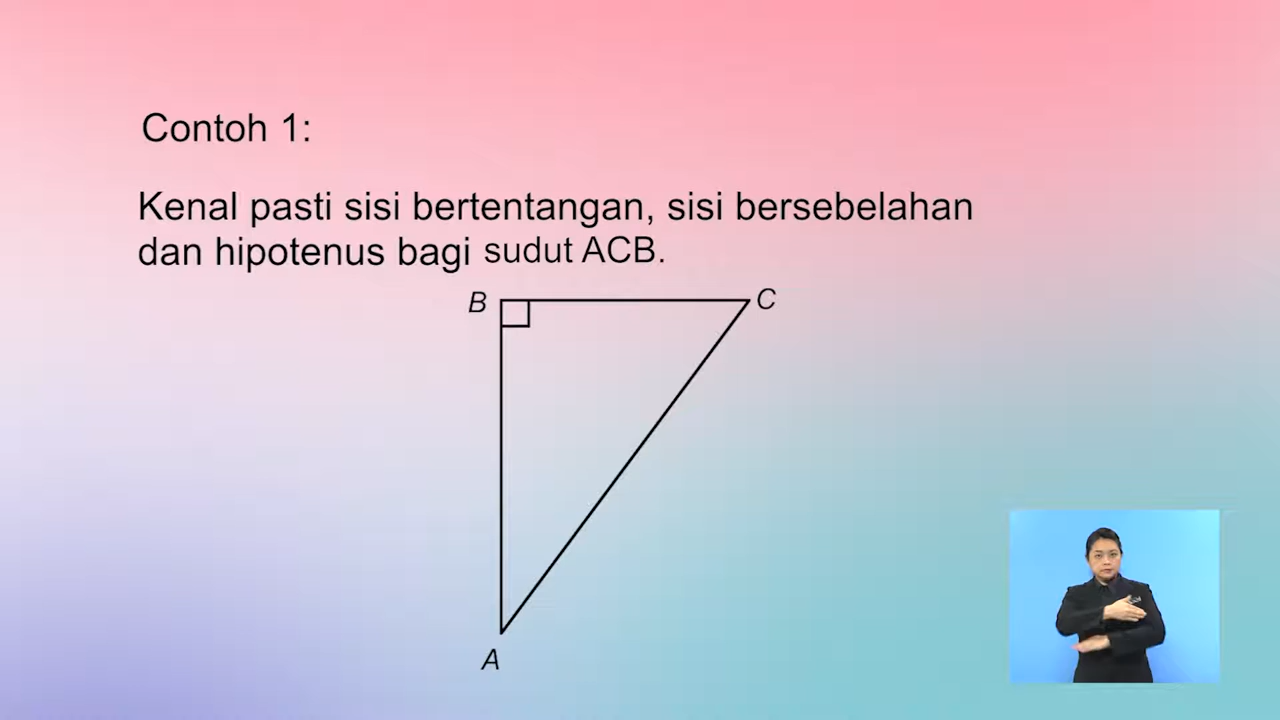 Contoh 1:
Kenal pasti sisi bertentangan, sisi bersebelahan
dan hipotenus bagi sudut ACB.
B
C
A